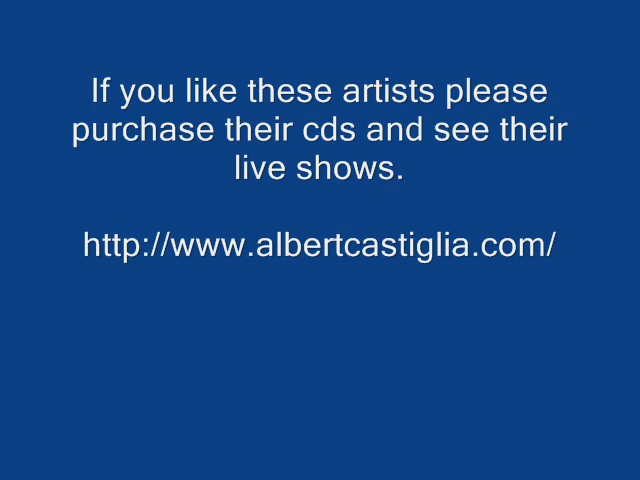 If you like these artists please
purchase their cds and see their
live shows.
http://www.albertcastiglia.com/